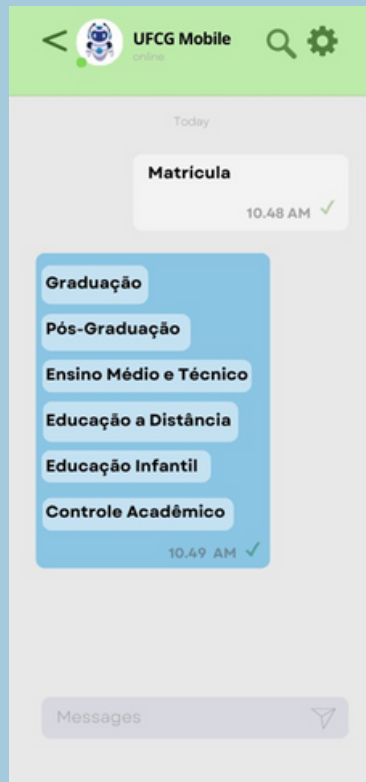 UFCG Mobile
online
Today
Matricula
10.48 AM
Graduação
Pós-Graduação
Ensino Médio e Técnico
Educação a Distância
Educação Infantil
Controle Acadêmico
10.49 AM
Messages